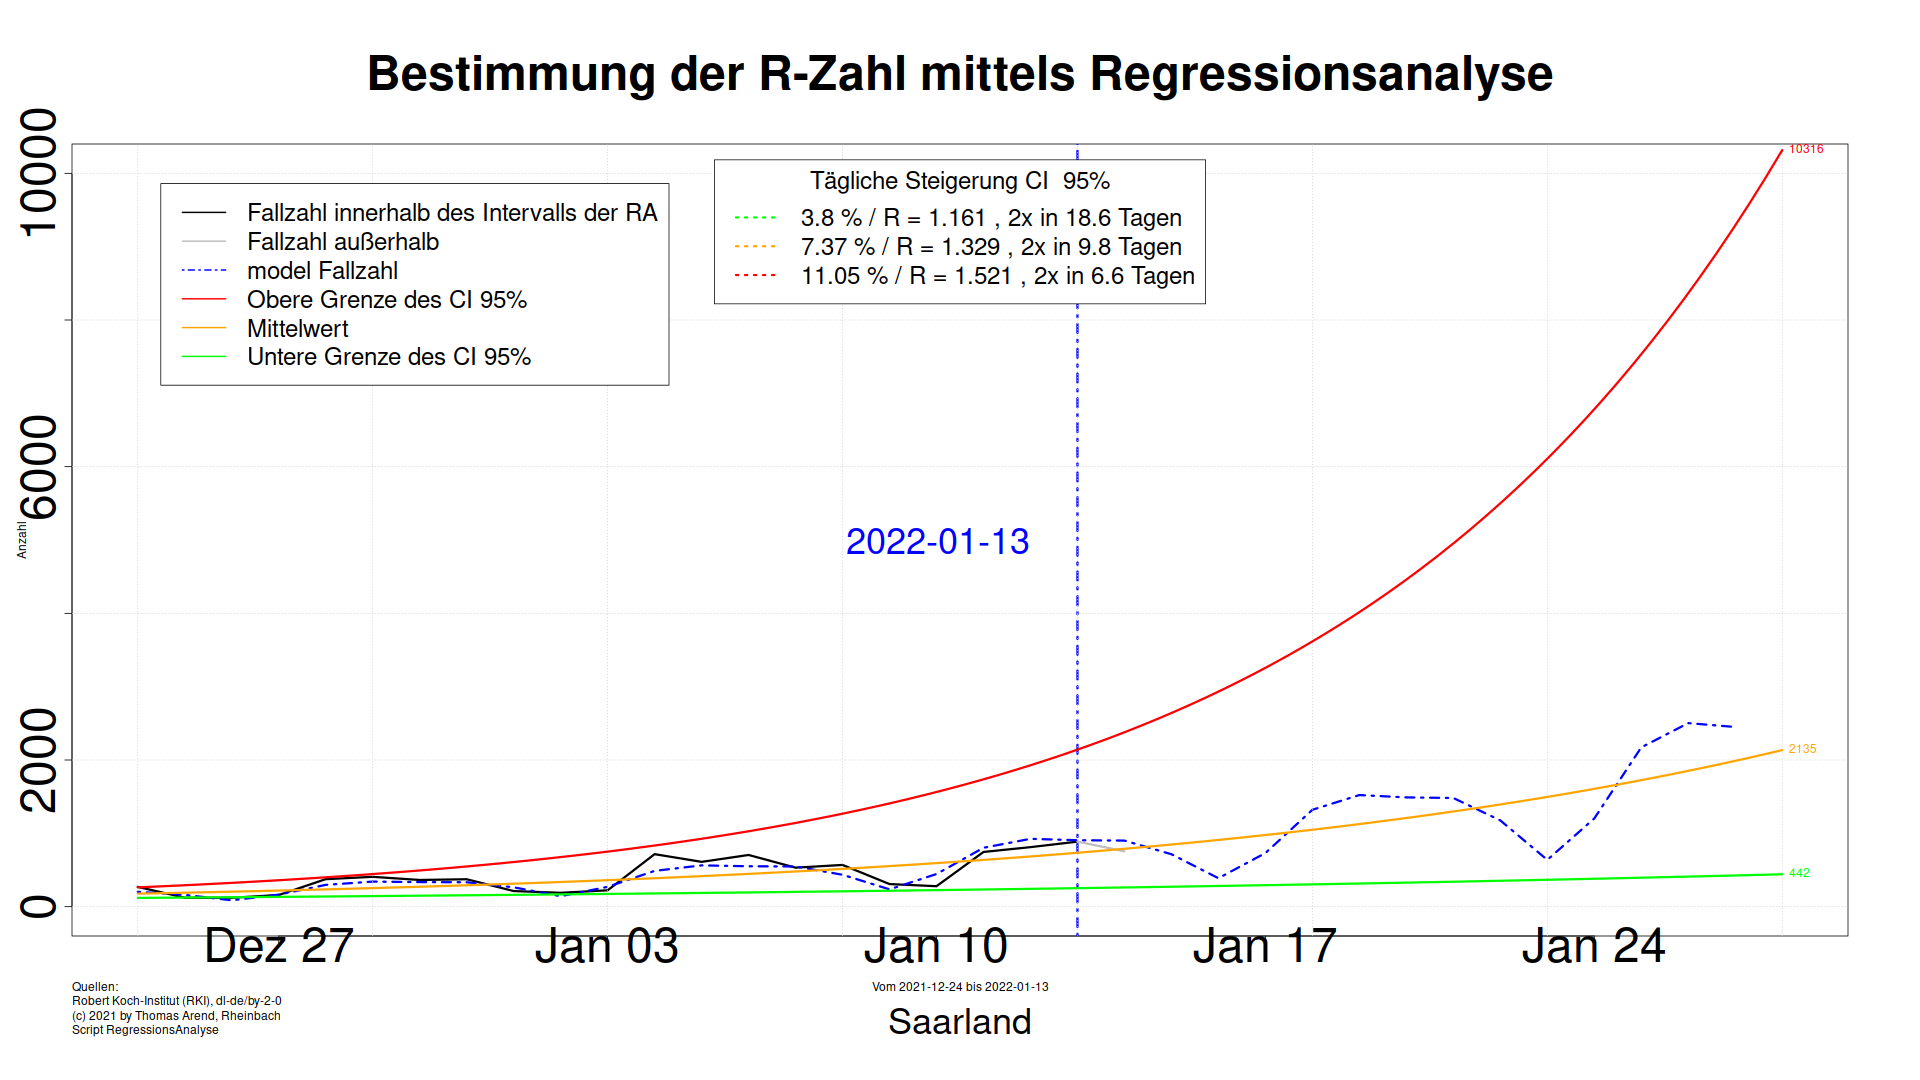 Bestimmung der R-Zahl mittels Regressionsanalyse
Anzahl
10000
6000
2000
0
Fallzahl innerhalb des Intervalls der RA
Fallzahl außerhalb
model Fallzahl
Obere Grenze des CI 95%
Mittelwert
Untere Grenze des CI 95%
Tägliche Steigerung CI  95%
3.8 % / R = 1.161 , 2x in 18.6 Tagen
7.37 % / R = 1.329 , 2x in 9.8 Tagen
11.05 % / R = 1.521 , 2x in 6.6 Tagen
10316
2022-01-13
2135
442
Dez 27
Jan 03
Jan 10
Jan 17
Jan 24
Quellen:
Robert Koch-Institut (RKI), dl-de/by-2-0
(c) 2021 by Thomas Arend, Rheinbach
Script RegressionsAnalyse
Vom 2021-12-24 bis 2022-01-13
Saarland